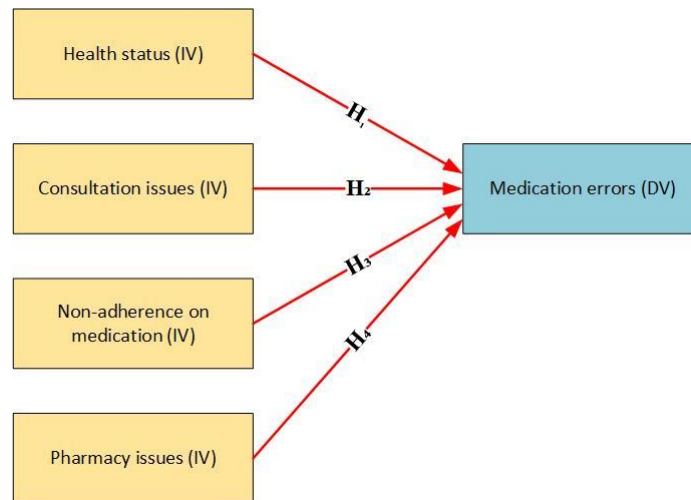 Health status (IV)
H₁
Consultation issues (IV)
H₂
Medication errors (DV)
Non-adherence on
medication (IV)
H₃
H₄
Pharmacy issues (IV)